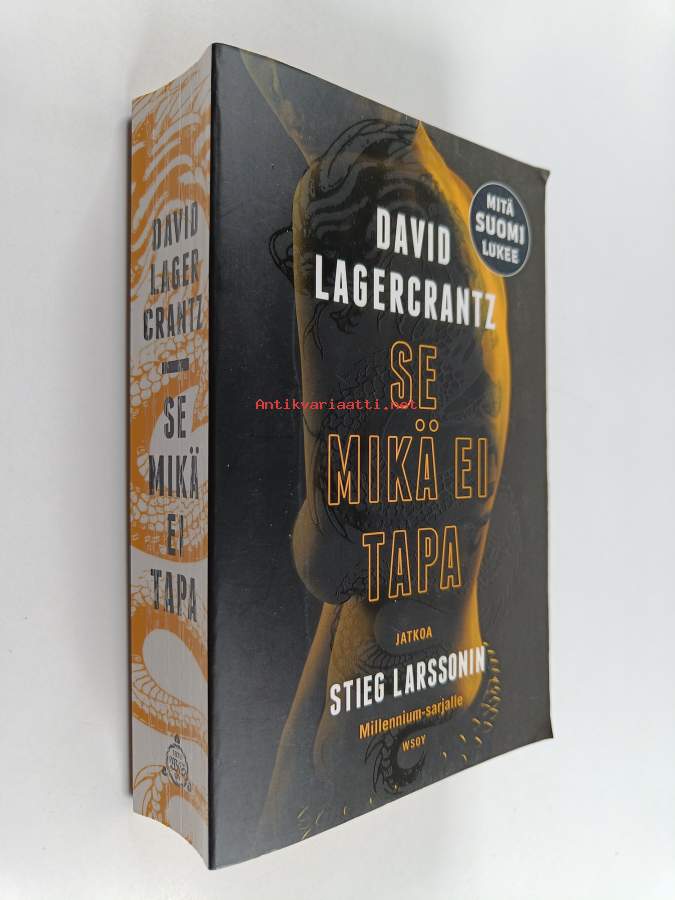 DAVID
LAGER
CRANTZ
SE
MIKÄ
EI
TAPA
MITÄ
SUOMI
LUKEE
DAVID
LAGERCRANTZ
SE
MIKÄ EI
TAPA
JATKOA
STIEG LARSSONIN
Millennium-sarjalle
WSOY
Antikvariaatti.net